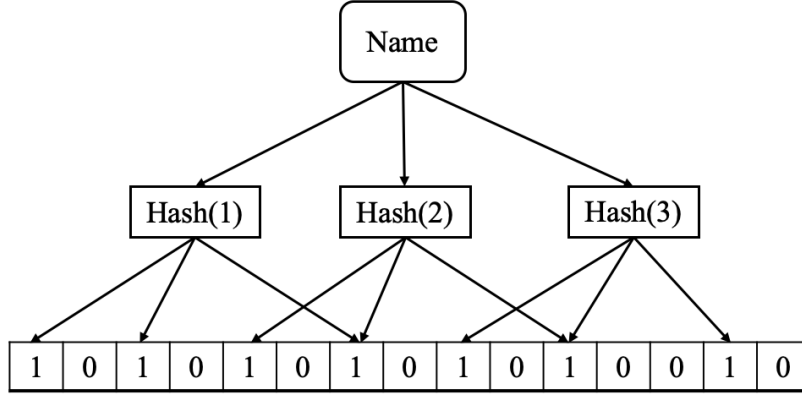 Name
Hash(1) Hash(2) Hash(3)
1 0 1 0 1 0 1 0 1 0 1 0 0 1 0